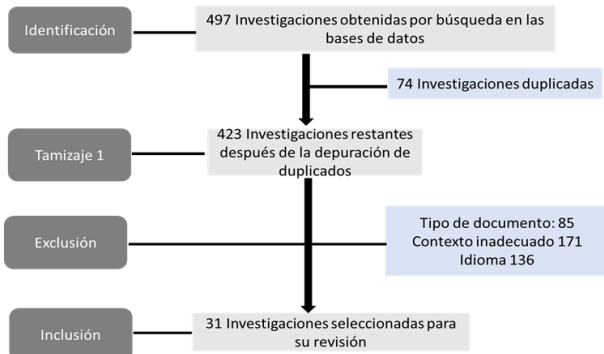 Identificación
497 Investigaciones obtenidas por búsqueda en las
bases de datos
74 Investigaciones duplicadas
Tamizaje 1
423 Investigaciones restantes
después de la depuración de
duplicados
Exclusión
Tipo de documento: 85
Contexto inadecuado 171
Idioma 136
Inclusión
31 Investigaciones seleccionadas para
su revisión